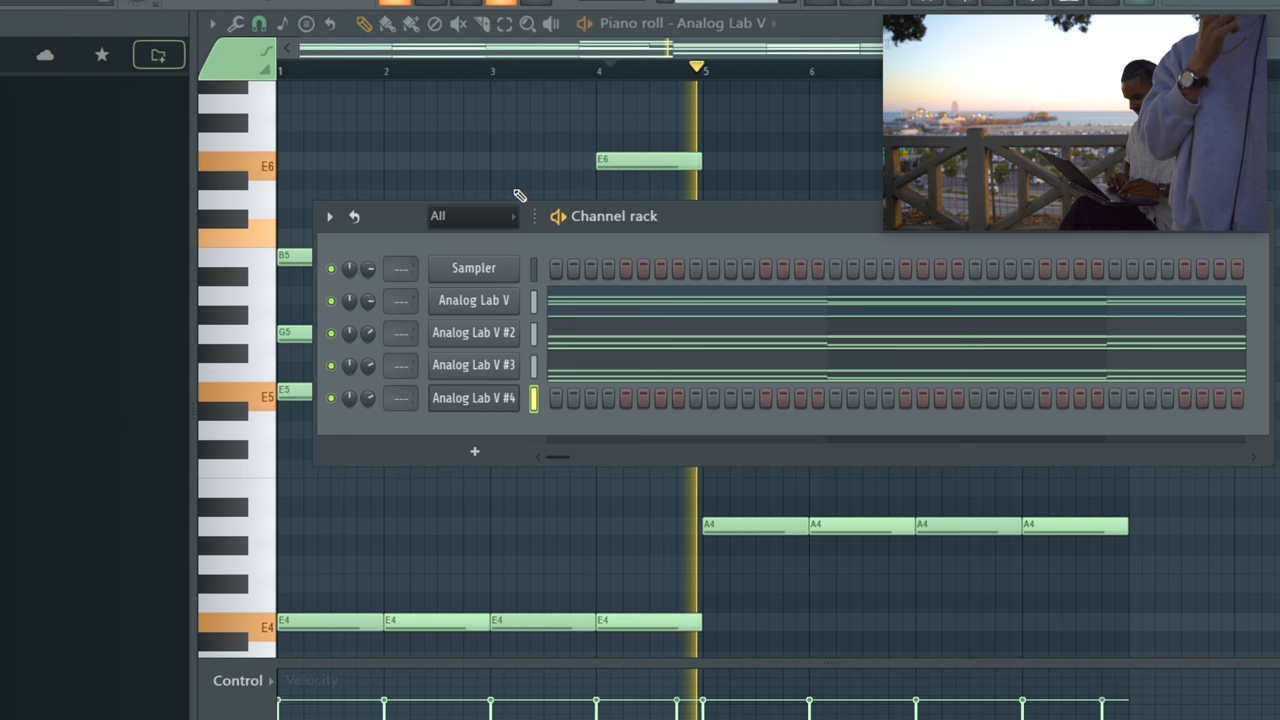 Piano roll - Analog Lab V
1 2 3 4 5 6
E6
E6
All
Channel rack
B5
Sampler
Analog Lab V
G5
Analog Lab V #2
Analog Lab V #3
E5
E5
Analog Lab V #4
A4 A4 A4 A4
E4
E4 E4 E4 E4
Control
Velocity